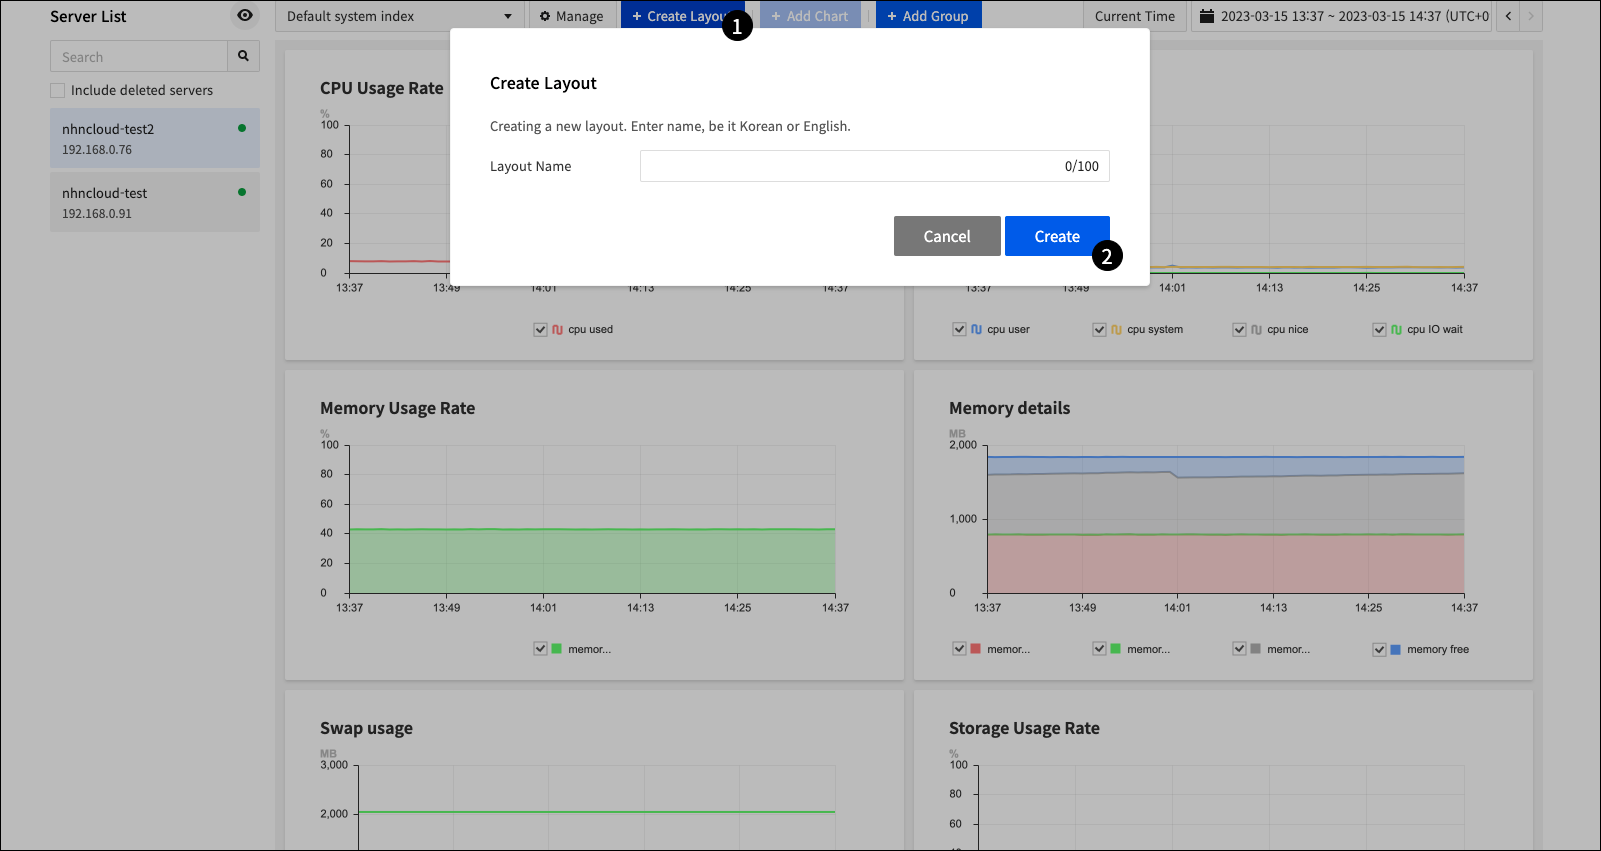 Server List
Default system index
Manage
+ Create Layou
1
+ Add Chart
+ Add Group
Current Time
2023-03-15 13:37 ~ 2023-03-15 14:37 (UTC+0
Search
Include deleted servers
nhncloud-test2
192.168.0.76
nhncloud-test
192.168.0.91
Create Layout
Creating a new layout. Enter name, be it Korean or English.
Layout Name
0/100
Cancel
Create
2
CPU Usage Rate
%
100
80
60
40
20
0
13:37 13:49 14:01 14:13 14:25 14:37
cpu used
13:37 13:49 14:01 14:13 14:25 14:37
cpu user cpu system cpu nice cpu IO wait
Memory Usage Rate
%
100
80
60
40
20
0
13:37 13:49 14:01 14:13 14:25 14:37
memor...
Memory details
MB
2,000
1,000
0
13:37 13:49 14:01 14:13 14:25 14:37
memor... memor... memor... memory free
Swap usage
MB
3,000
2,000
Storage Usage Rate
%
100
80
60